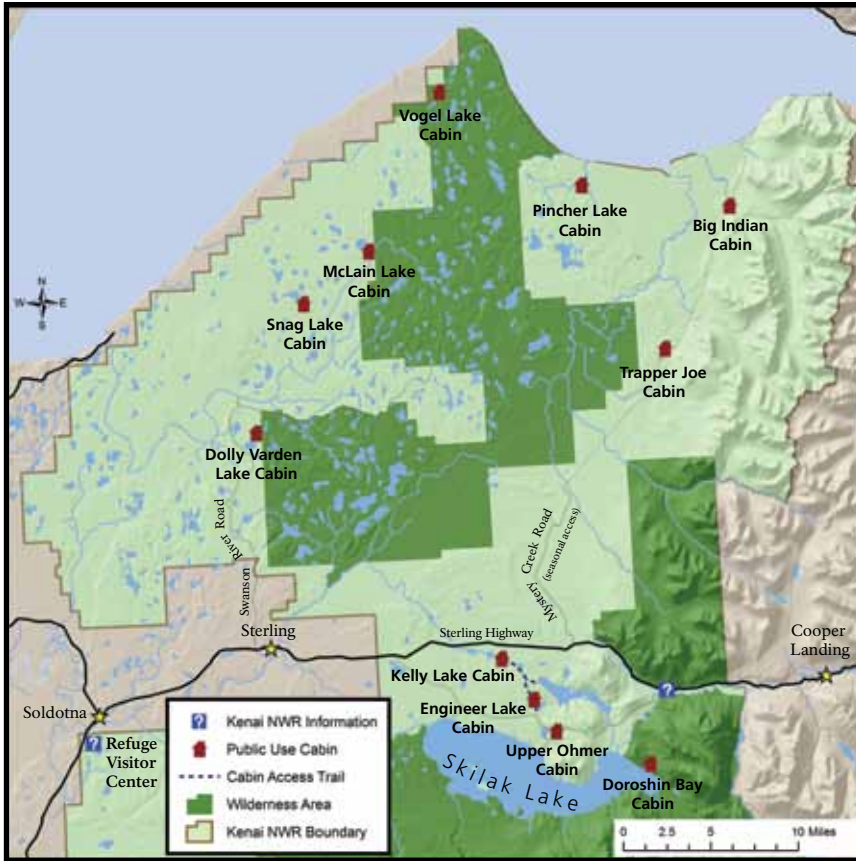 Vogel Lake
Cabin
Pincher Lake
Cabin
Big Indian
Cabin
McLain Lake
Cabin
N
W
E
S
Snag Lake
Cabin
Trapper Joe
Cabin
Dolly Varden
Lake Cabin
Swanson River Road
Mystery Creek Road
(seasonal access)
Sterling
Sterling Highway
Cooper
Landing
Kelly Lake Cabin
Engineer Lake
Cabin
Soldotna
Upper Ohmer
Cabin
Refuge
Visitor
Center
Skilak Lake
Doroshin Bay
Cabin
? Kenai NWR Information
Public Use Cabin
Cabin Access Trail
Wilderness Area
Kenai NWR Boundary
0 2.5 5 10 Miles